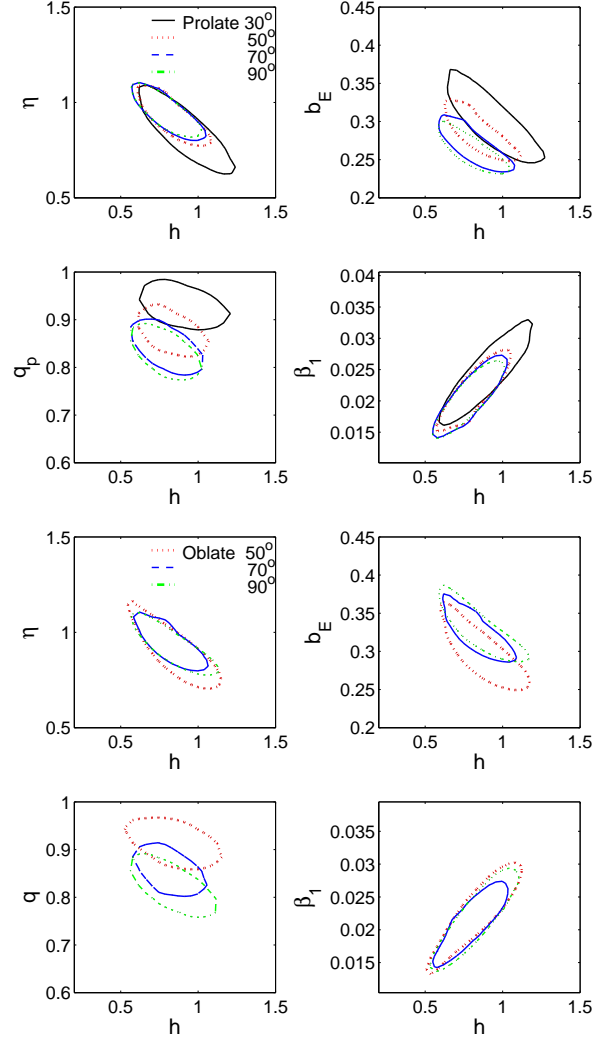 1.5
1
0.5
η
Prolate 30°
50°
70°
90°
0.5 1 1.5
h
0.45
0.4
0.35
0.3
0.25
0.2
b_E
0.5 1 1.5
h
1
0.9
0.8
0.7
0.6
q_p
0.5 1 1.5
h
0.04
0.035
0.03
0.025
0.02
0.015
β_1
0.5 1 1.5
h
1.5
1
0.5
η
Oblate 50°
70°
90°
0.5 1 1.5
h
0.45
0.4
0.35
0.3
0.25
0.2
b_E
0.5 1 1.5
h
1
0.9
0.8
0.7
0.6
q
0.5 1 1.5
h
0.035
0.03
0.025
0.02
0.015
β_1
0.5 1 1.5
h